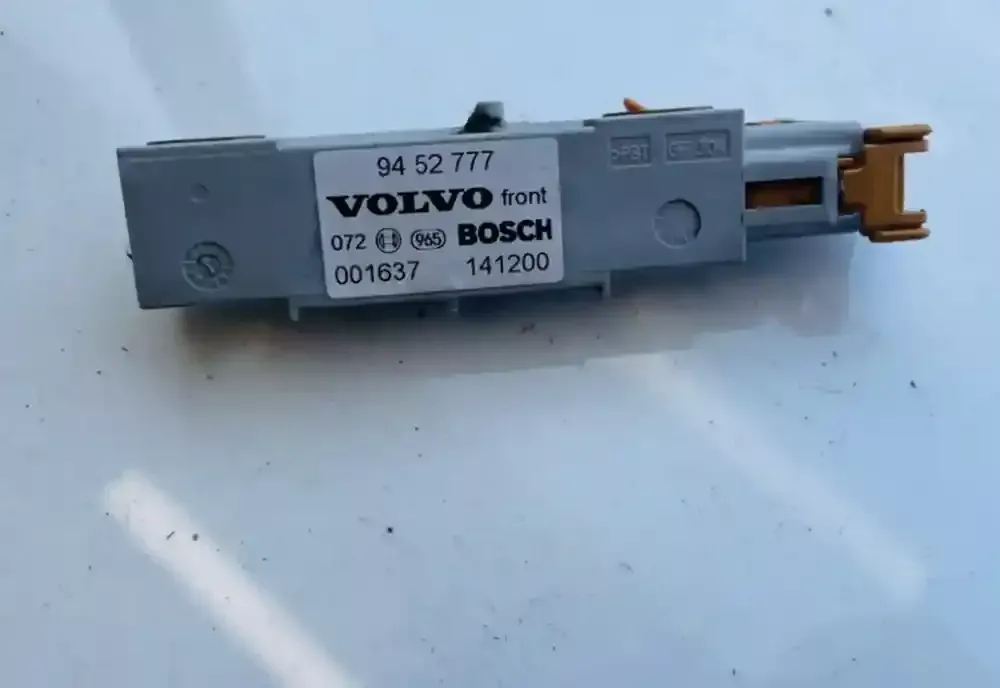 94 52 777
VOLVO front
072 965 BOSCH
001637 141200